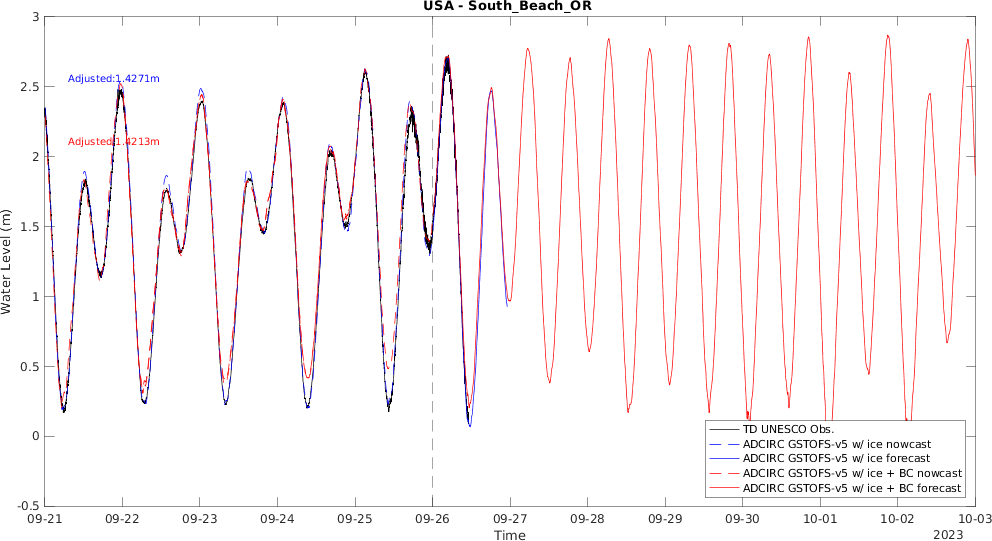 USA - South_Beach_OR
3
2.5
2
1.5
1
0.5
0
-0.5
Water Level (m)
Adjusted:1.4271m
Adjusted:1.4213m
TD UNESCO Obs.
ADCIRC GSTOFS-v5 w/ ice nowcast
ADCIRC GSTOFS-v5 w/ ice forecast
ADCIRC GSTOFS-v5 w/ ice + BC nowcast
ADCIRC GSTOFS-v5 w/ ice + BC forecast
09-21 09-22 09-23 09-24 09-25 09-26 09-27 09-28 09-29 09-30 10-01 10-02 10-03
Time
2023